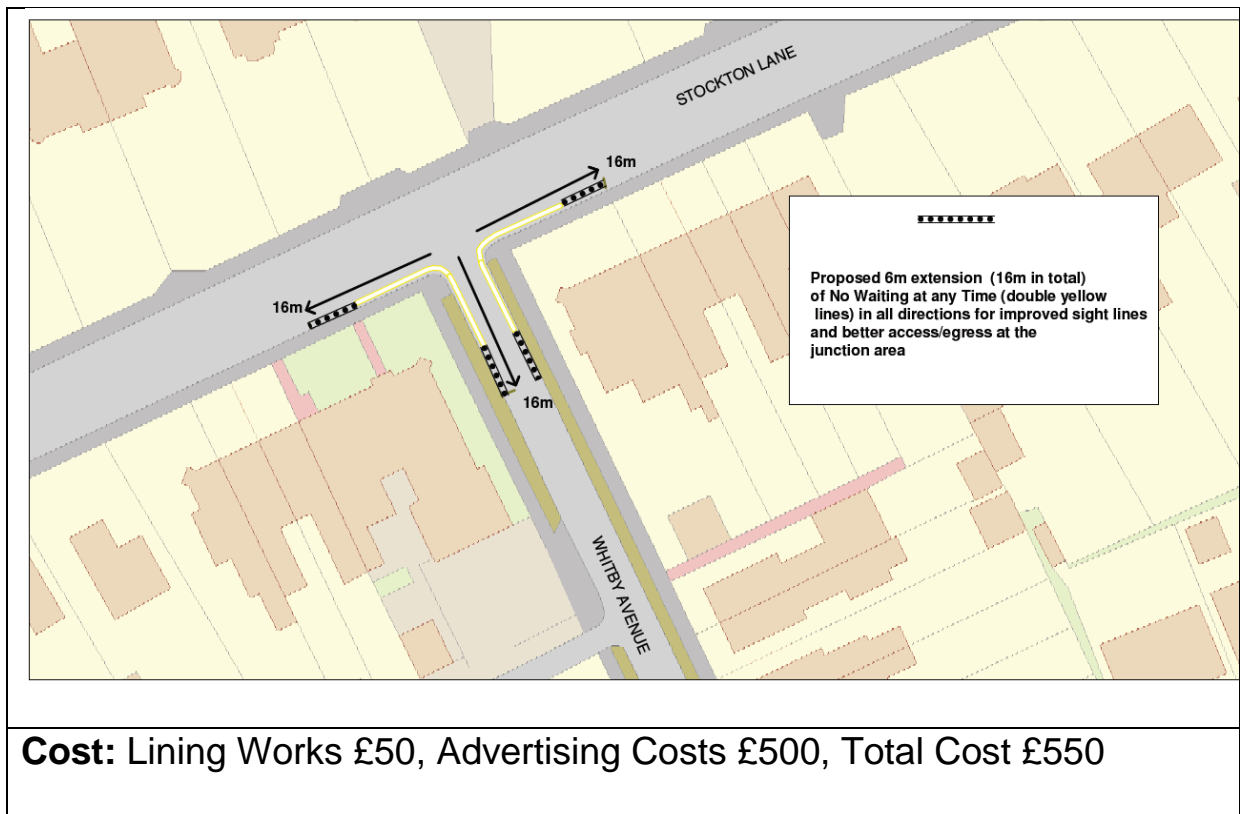 STOCKTON LANE
16m
16m
16m
Proposed 6m extension (16m in total)
of No Waiting at any Time (double yellow
lines) in all directions for improved sight lines
and better access/egress at the
junction area
WHITBY AVENUE
Cost: Lining Works £50, Advertising Costs £500, Total Cost £550